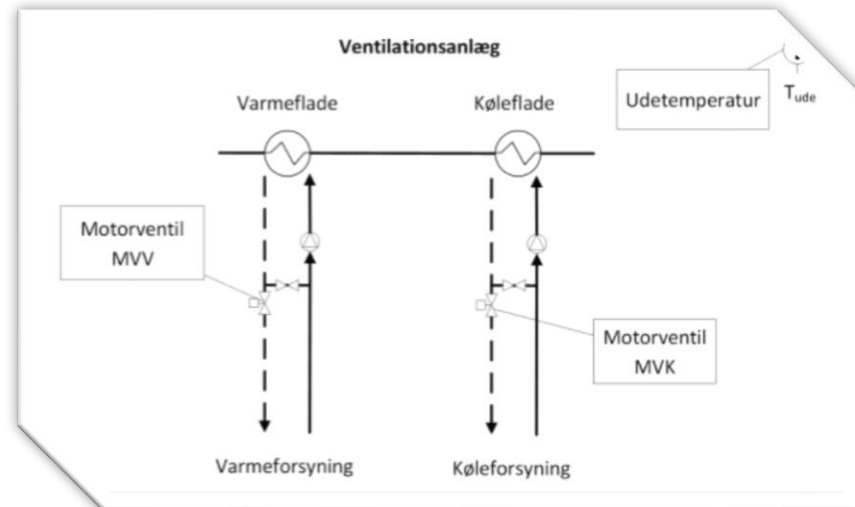 Ventilationsanlæg
Varmeflade
Køleflade
Udetemperatur
Tude
Motorventil
MVV
Motorventil
MVK
Varmeforsyning
Køleforsyning